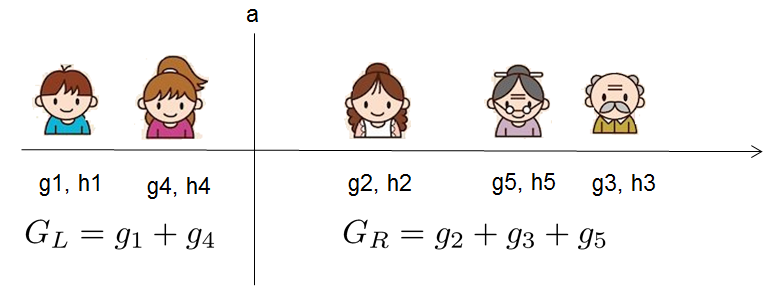 a
g1, h1 g4, h4 g2, h2 g5, h5 g3, h3
G_L = g_1 + g_4 G_R = g_2 + g_3 + g_5